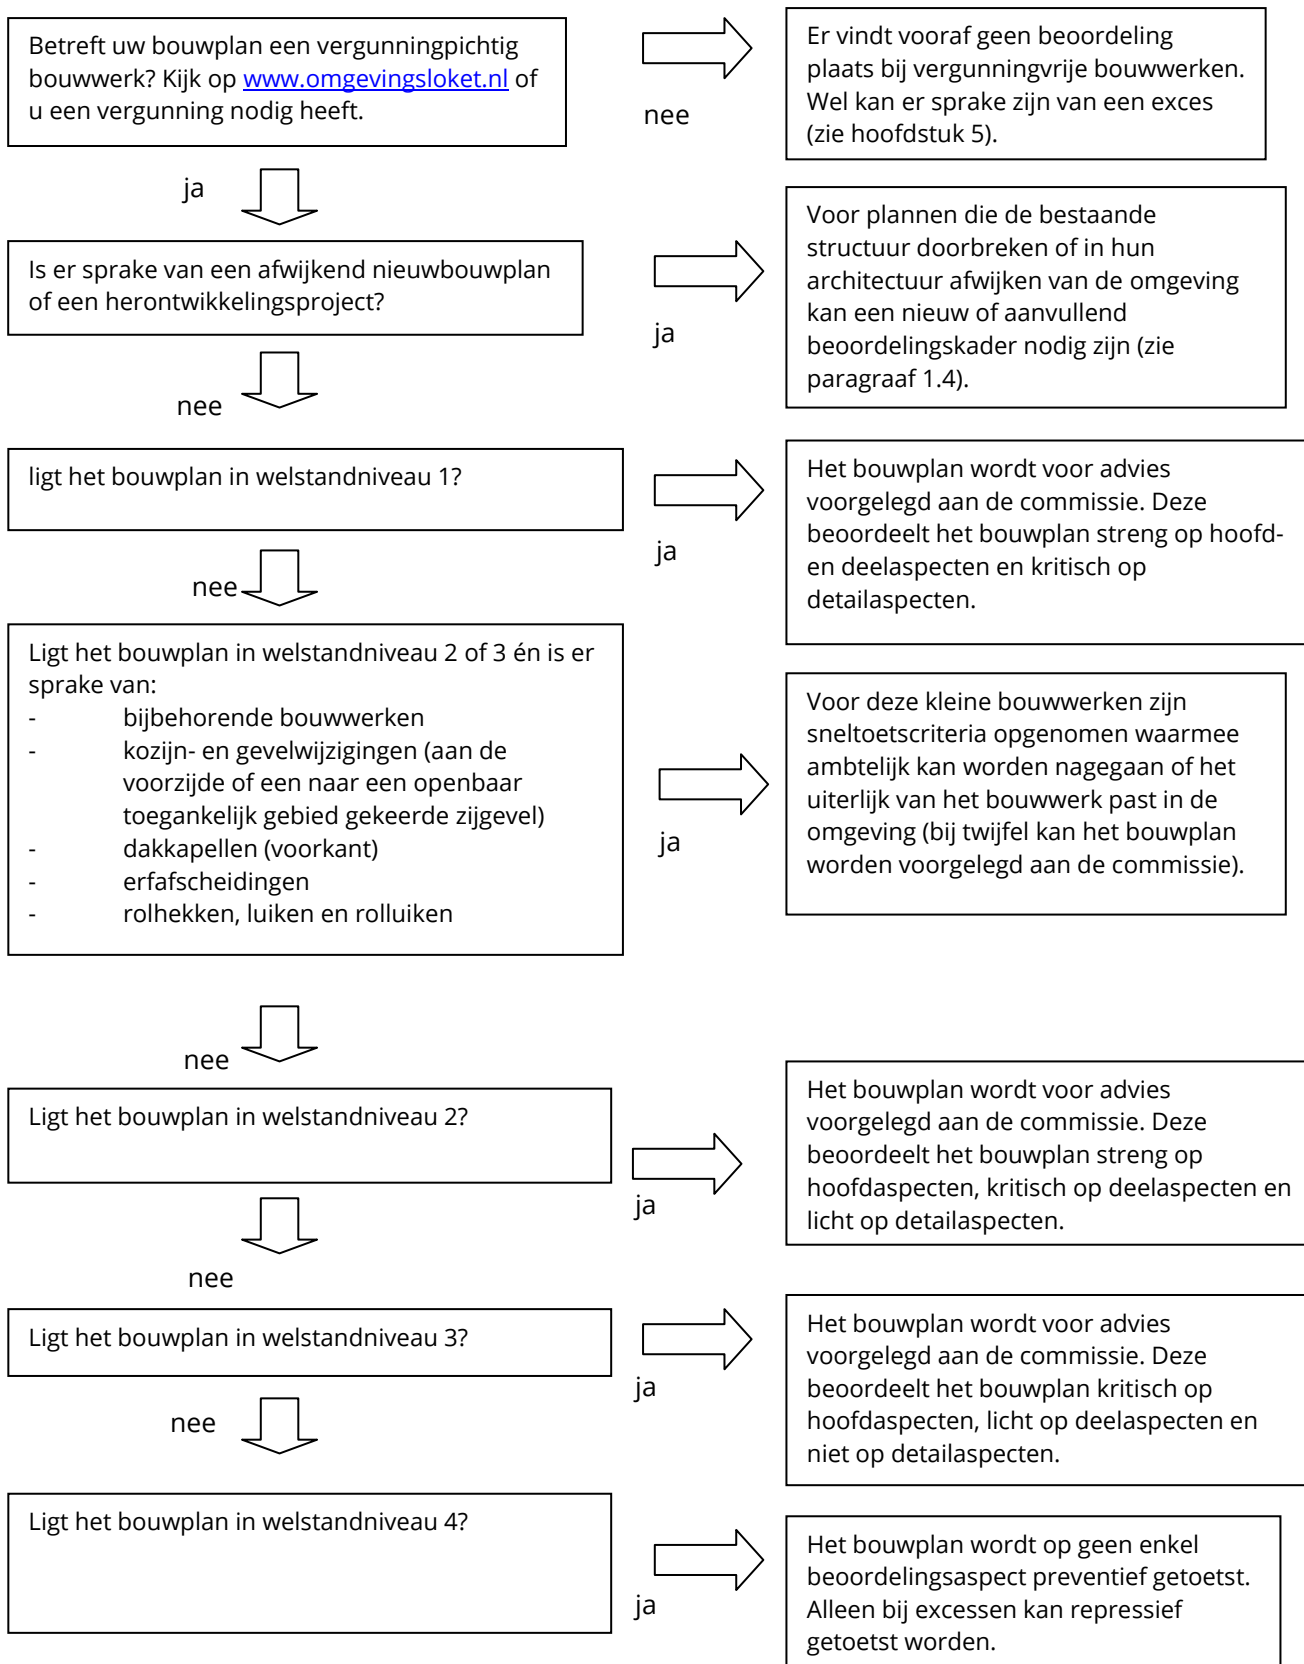 Betreft uw bouwplan een vergunningpichtig
bouwwerk? Kijk op www.omgevingsloket.nl of
u een vergunning nodig heeft.
nee
Er vindt vooraf geen beoordeling
plaats bij vergunningvrije bouwwerken.
Wel kan er sprake zijn van een exces
(zie hoofdstuk 5).
ja
Is er sprake van een afwijkend nieuwbouwplan
of een herontwikkelingsproject?
ja
Voor plannen die de bestaande
structuur doorbreken of in hun
architectuur afwijken van de omgeving
kan een nieuw of aanvullend
beoordelingskader nodig zijn (zie
paragraaf 1.4).
nee
ligt het bouwplan in welstandniveau 1?
ja
Het bouwplan wordt voor advies
voorgelegd aan de commissie. Deze
beoordeelt het bouwplan streng op hoofd-
en deelaspecten en kritisch op
detailaspecten.
nee
Ligt het bouwplan in welstandniveau 2 of 3 én is er
sprake van:
- bijbehorende bouwwerken
- kozijn- en gevelwijzigingen (aan de
voorzijde of een naar een openbaar
toegankelijk gebied gekeerde zijgevel)
- dakkapellen (voorkant)
- erfafscheidingen
- rolhekken, luiken en rolluiken
ja
Voor deze kleine bouwwerken zijn
sneltoetscriteria opgenomen waarmee
ambtelijk kan worden nagegaan of het
uiterlijk van het bouwwerk past in de
omgeving (bij twijfel kan het bouwplan
worden voorgelegd aan de commissie).
nee
Ligt het bouwplan in welstandniveau 2?
ja
Het bouwplan wordt voor advies
voorgelegd aan de commissie. Deze
beoordeelt het bouwplan streng op
hoofdaspecten, kritisch op deelaspecten en
licht op detailaspecten.
nee
Ligt het bouwplan in welstandniveau 3?
ja
Het bouwplan wordt voor advies
voorgelegd aan de commissie. Deze
beoordeelt het bouwplan kritisch op
hoofdaspecten, licht op deelaspecten en
niet op detailaspecten.
nee
Ligt het bouwplan in welstandniveau 4?
ja
Het bouwplan wordt op geen enkel
beoordelingsaspect preventief getoetst.
Alleen bij excessen kan repressief
getoetst worden.